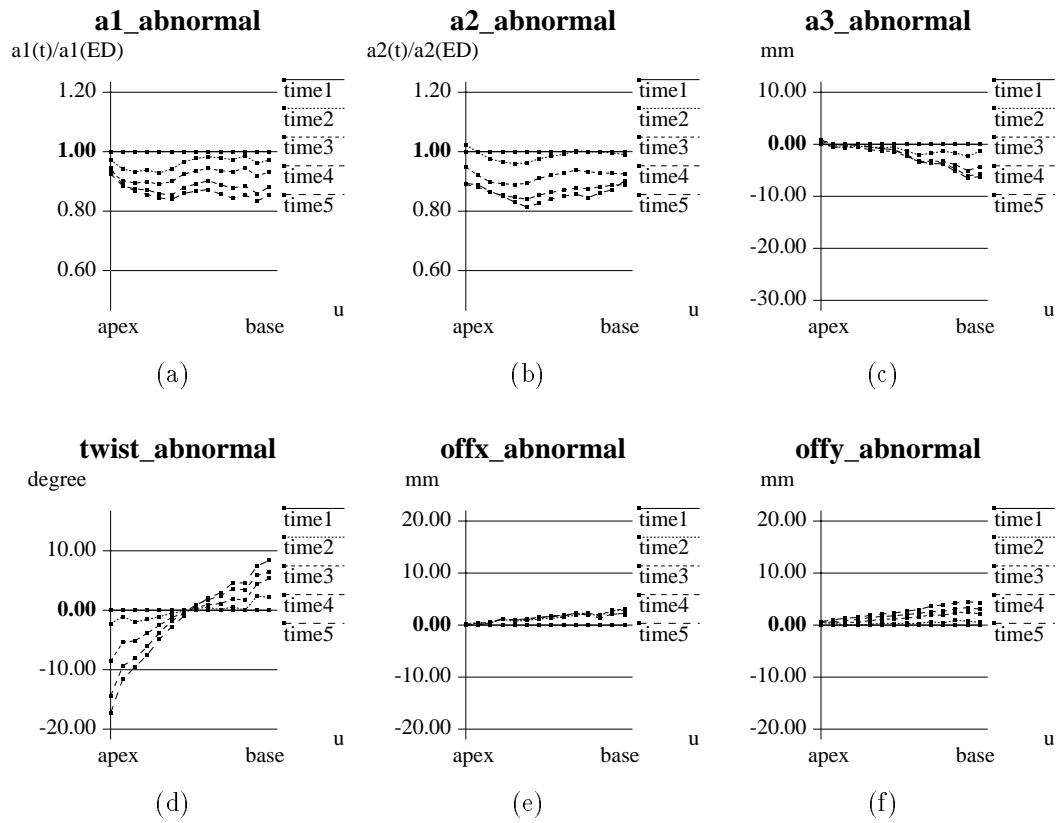 a1_abnormal
a1(t)/a1(ED)
1.20
1.00
0.80
0.60
time1
time2
time3
time4
time5
u
apex
base
(a)
a2_abnormal
a2(t)/a2(ED)
1.20
1.00
0.80
0.60
time1
time2
time3
time4
time5
u
apex
base
(b)
a3_abnormal
mm
10.00
0.00
-10.00
-20.00
-30.00
time1
time2
time3
time4
time5
u
apex
base
(c)
twist_abnormal
degree
10.00
0.00
-10.00
-20.00
time1
time2
time3
time4
time5
u
apex
base
(d)
offx_abnormal
mm
20.00
10.00
0.00
-10.00
-20.00
time1
time2
time3
time4
time5
u
apex
base
(e)
offy_abnormal
mm
20.00
10.00
0.00
-10.00
-20.00
time1
time2
time3
time4
time5
u
apex
base
(f)